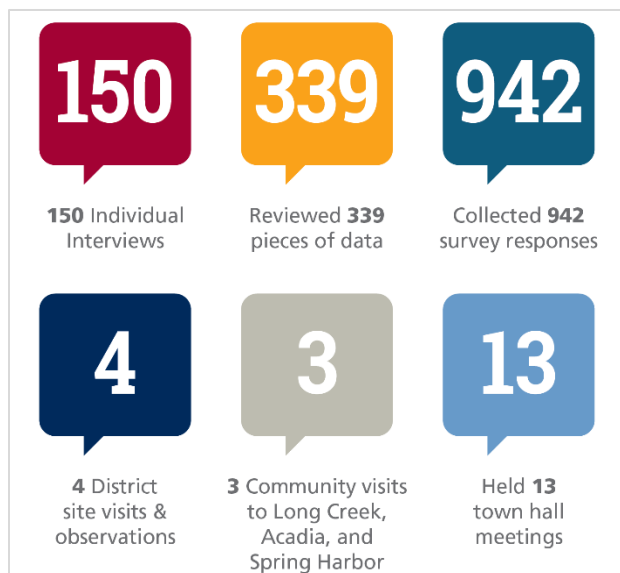 150
339
942
150 Individual
Interviews
Reviewed 339
pieces of data
Collected 942
survey responses
4
3
13
4 District
site visits &
observations
3 Community visits
to Long Creek,
Acadia, and
Spring Harbor
Held 13
town hall
meetings